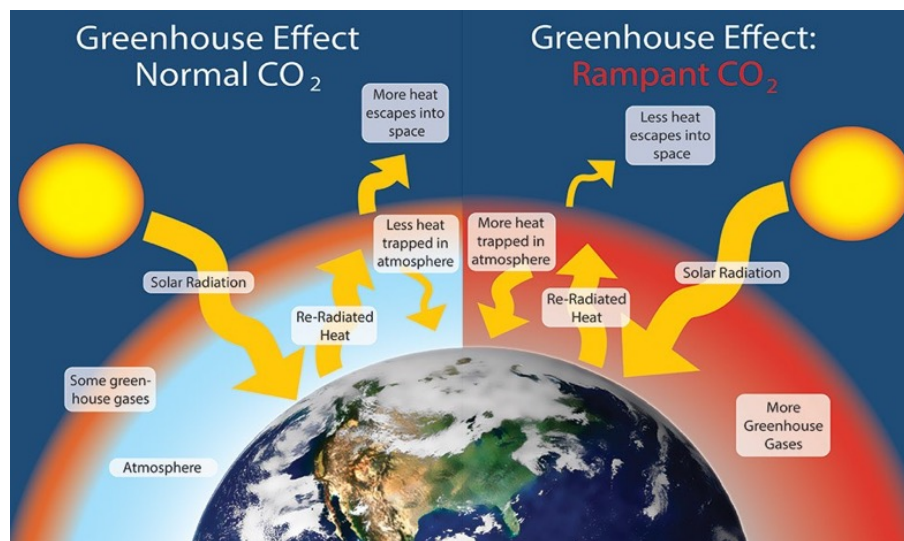 Greenhouse Effect
Normal CO₂
More heat
escapes into
space
Less heat
trapped in
atmosphere
Solar Radiation
Re-Radiated
Heat
Some green-
house gases
Atmosphere
Greenhouse Effect:
Rampant CO₂
Less heat
escapes into
space
More heat
trapped in
atmosphere
Solar Radiation
Re-Radiated
Heat
More
Greenhouse
Gases